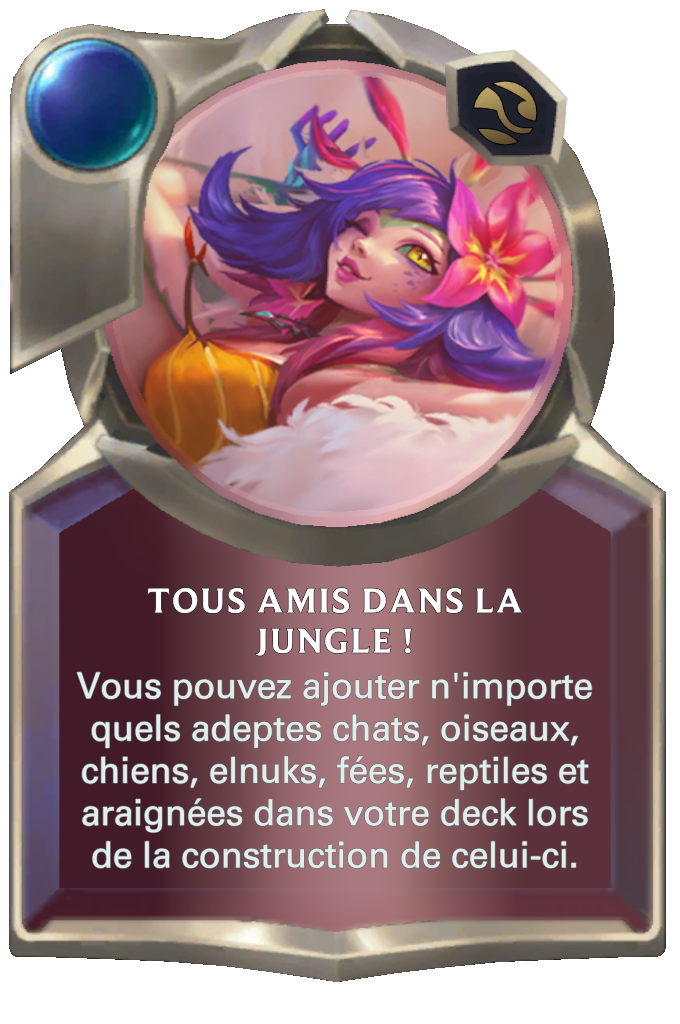 TOUS AMIS DANS LA
JUNGLE !
Vous pouvez ajouter n'importe
quels adeptes chats, oiseaux,
chiens, elnuks, fées, reptiles et
araignées dans votre deck lors
de la construction de celui-ci.